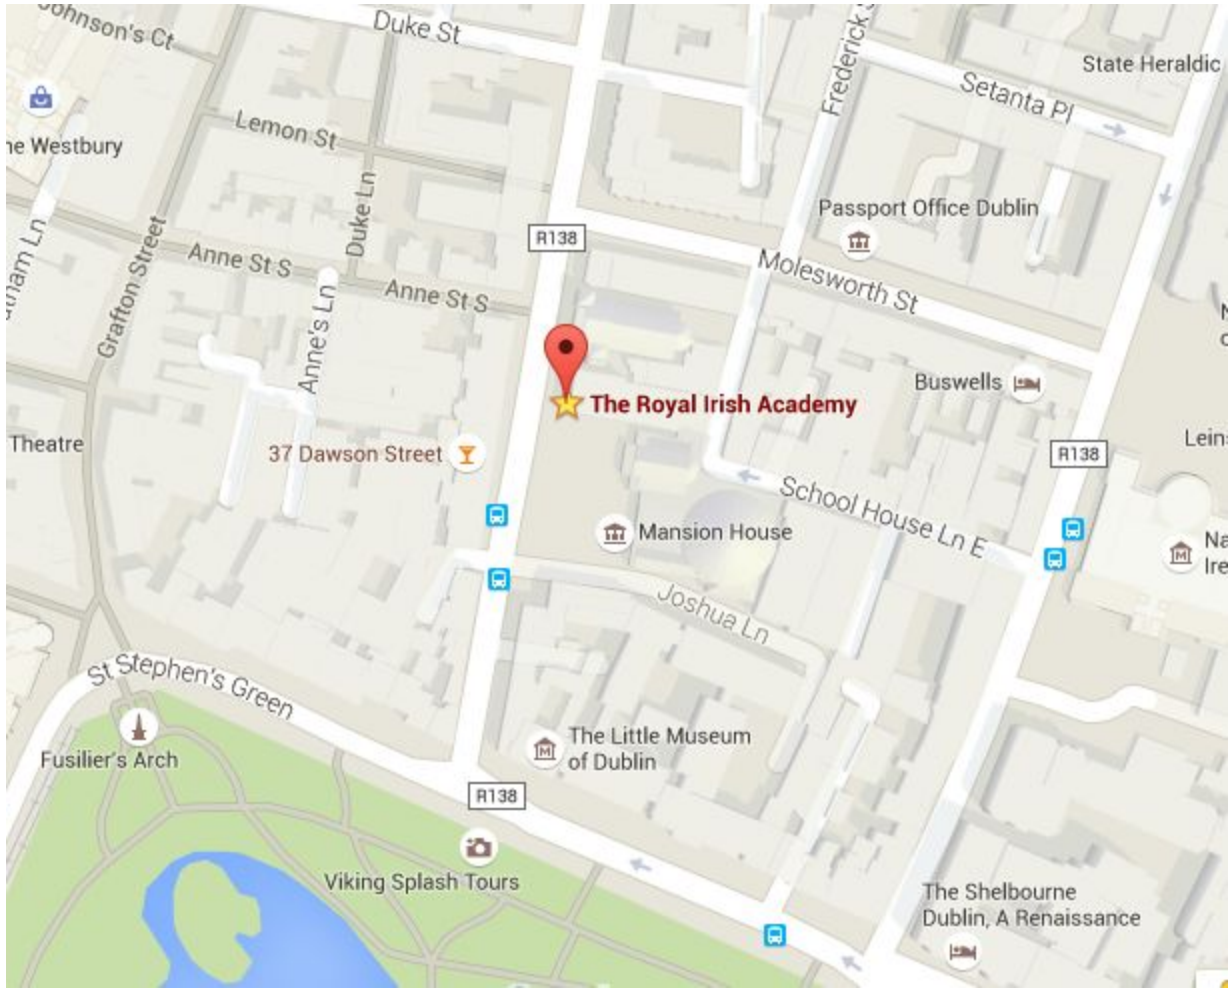 Johnson's Ct
Duke St
Frederick S
State Heraldic
Setanta Pl
Lemon St
he Westbury
Duke Ln
Passport Office Dublin
Grafton Street
R138
Anne St S
Molesworth St
Anne St S
Anne's Ln
Buswells
The Royal Irish Academy
Theatre
37 Dawson Street
R138
Leins
School House Ln E
Mansion House
Na
Ire
Joshua Ln
St Stephen's Green
The Little Museum
of Dublin
Fusilier's Arch
R138
Viking Splash Tours
The Shelbourne
Dublin, A Renaissance